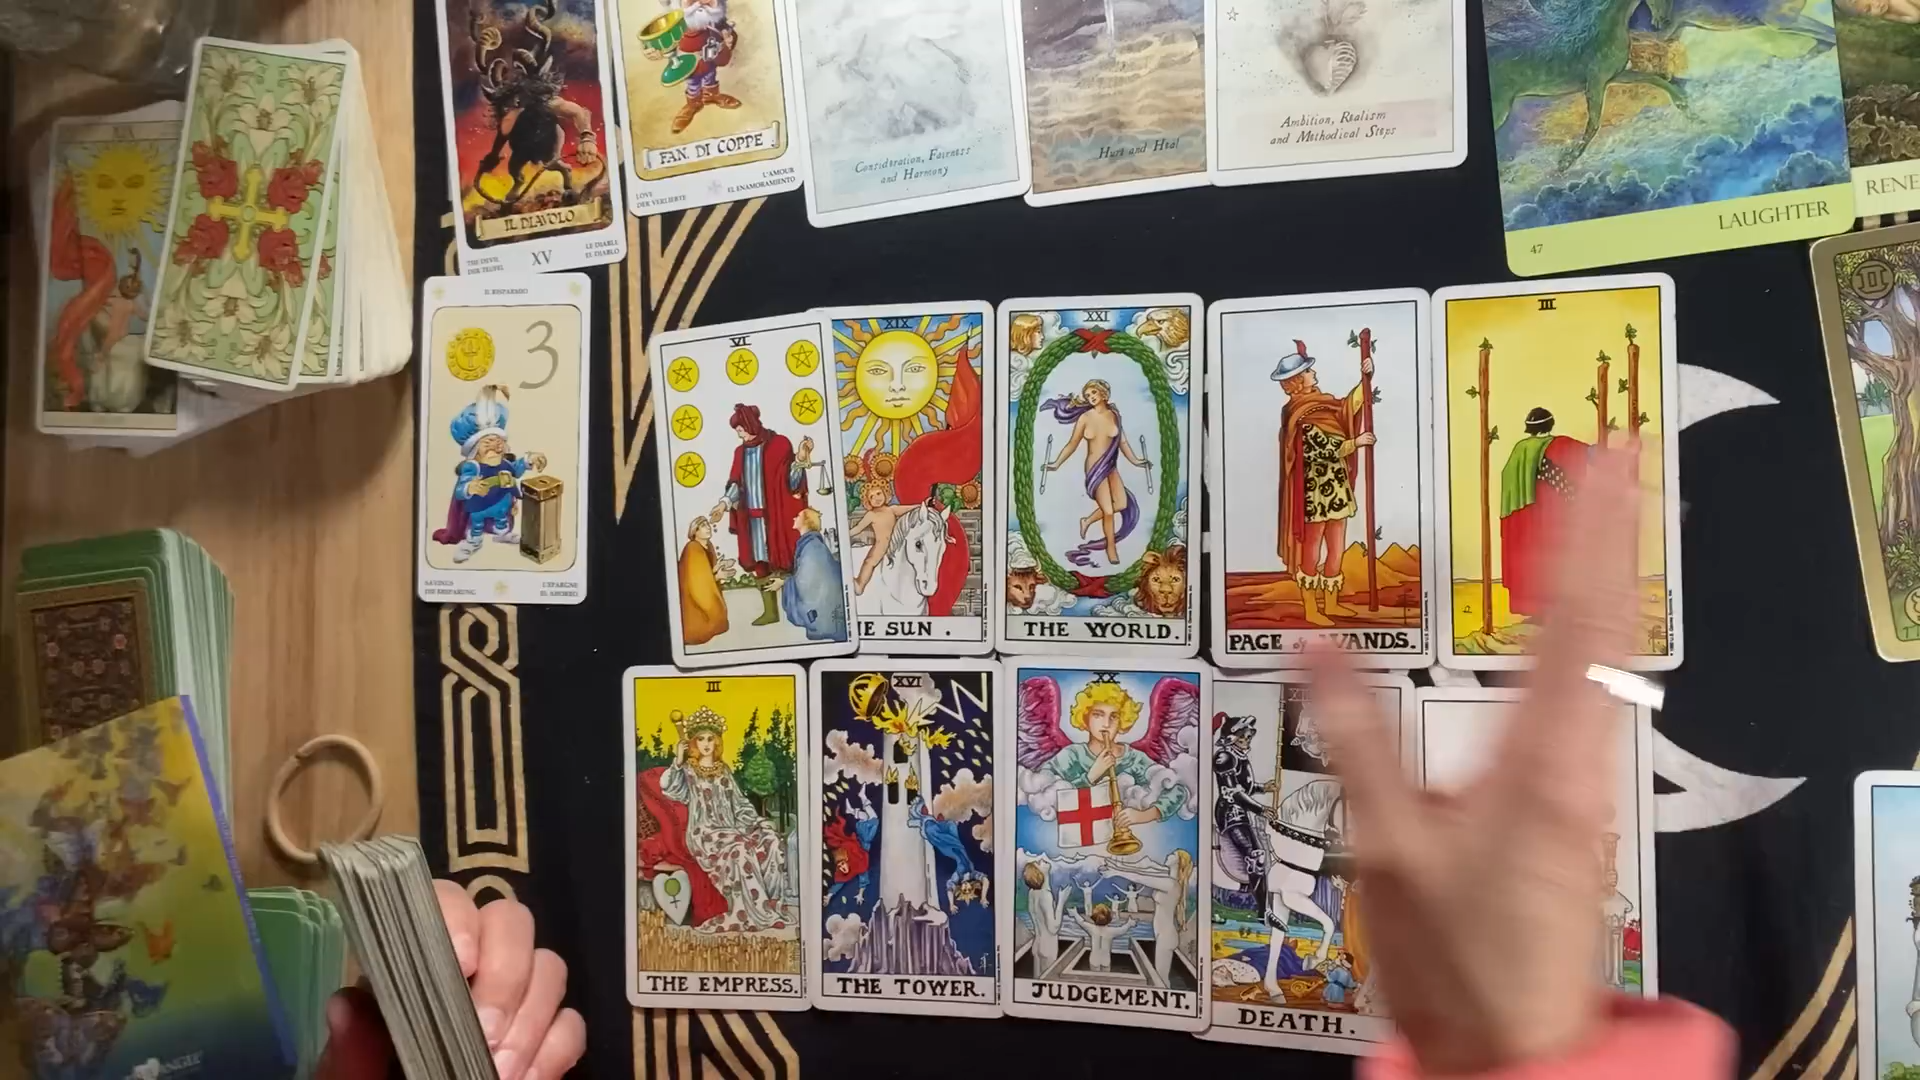 XIX
IL DIAVOLO
THE DEVIL
DER TEUFEL
XV
LE DIABLE
EL DIABLO
FAN. DI COPPE
LOVE
DER VERLIEBTE
L'AMOUR
EL ENAMORAMIENTO
Consideration, Fairness
and Harmony
Hurt and Heal
Ambition, Realism
and Methodical Steps
47
LAUGHTER
RENE
II
IL RISPARMIO
3
L'EPARGNE
EL AHORRO
VI
XIX
E SUN.
XXI
THE WORLD.
PAGE of WANDS.
III
III
THE EMPRESS.
XVI
THE TOWER.
XX
JUDGEMENT.
DEATH.